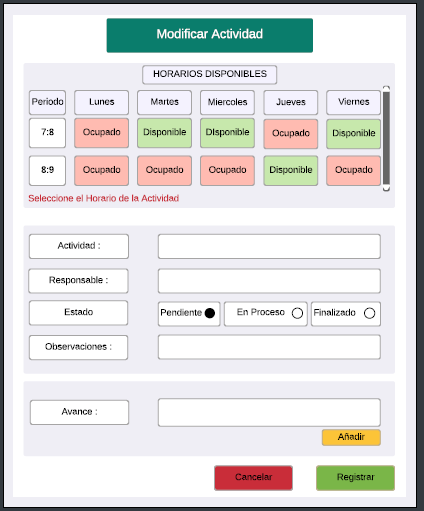 Modificar Actividad
HORARIOS DISPONIBLES
Periodo Lunes Martes Miercoles Jueves Viernes
7:8 Ocupado Disponible DIsponible Ocupado Disponible
8:9 Ocupado Ocupado Ocupado Disponible Ocupado
Seleccione el Horario de la Actividad
Actividad :
Responsable :
Estado Pendiente En Proceso Finalizado
Observaciones :
Avance :
Añadir
Cancelar Registrar